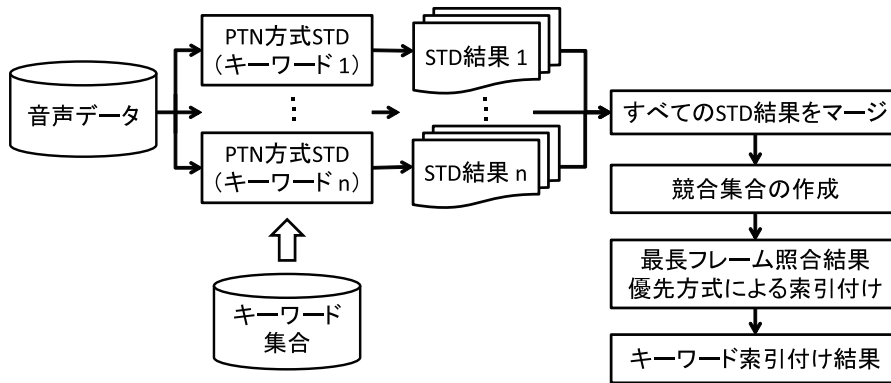 音声データ
PTN方式STD
(キーワード 1)
⋮
PTN方式STD
(キーワード n)
キーワード
集合
STD結果 1
⋮
STD結果 n
すべてのSTD結果をマージ
競合集合の作成
最長フレーム照合結果
優先方式による索引付け
キーワード索引付け結果